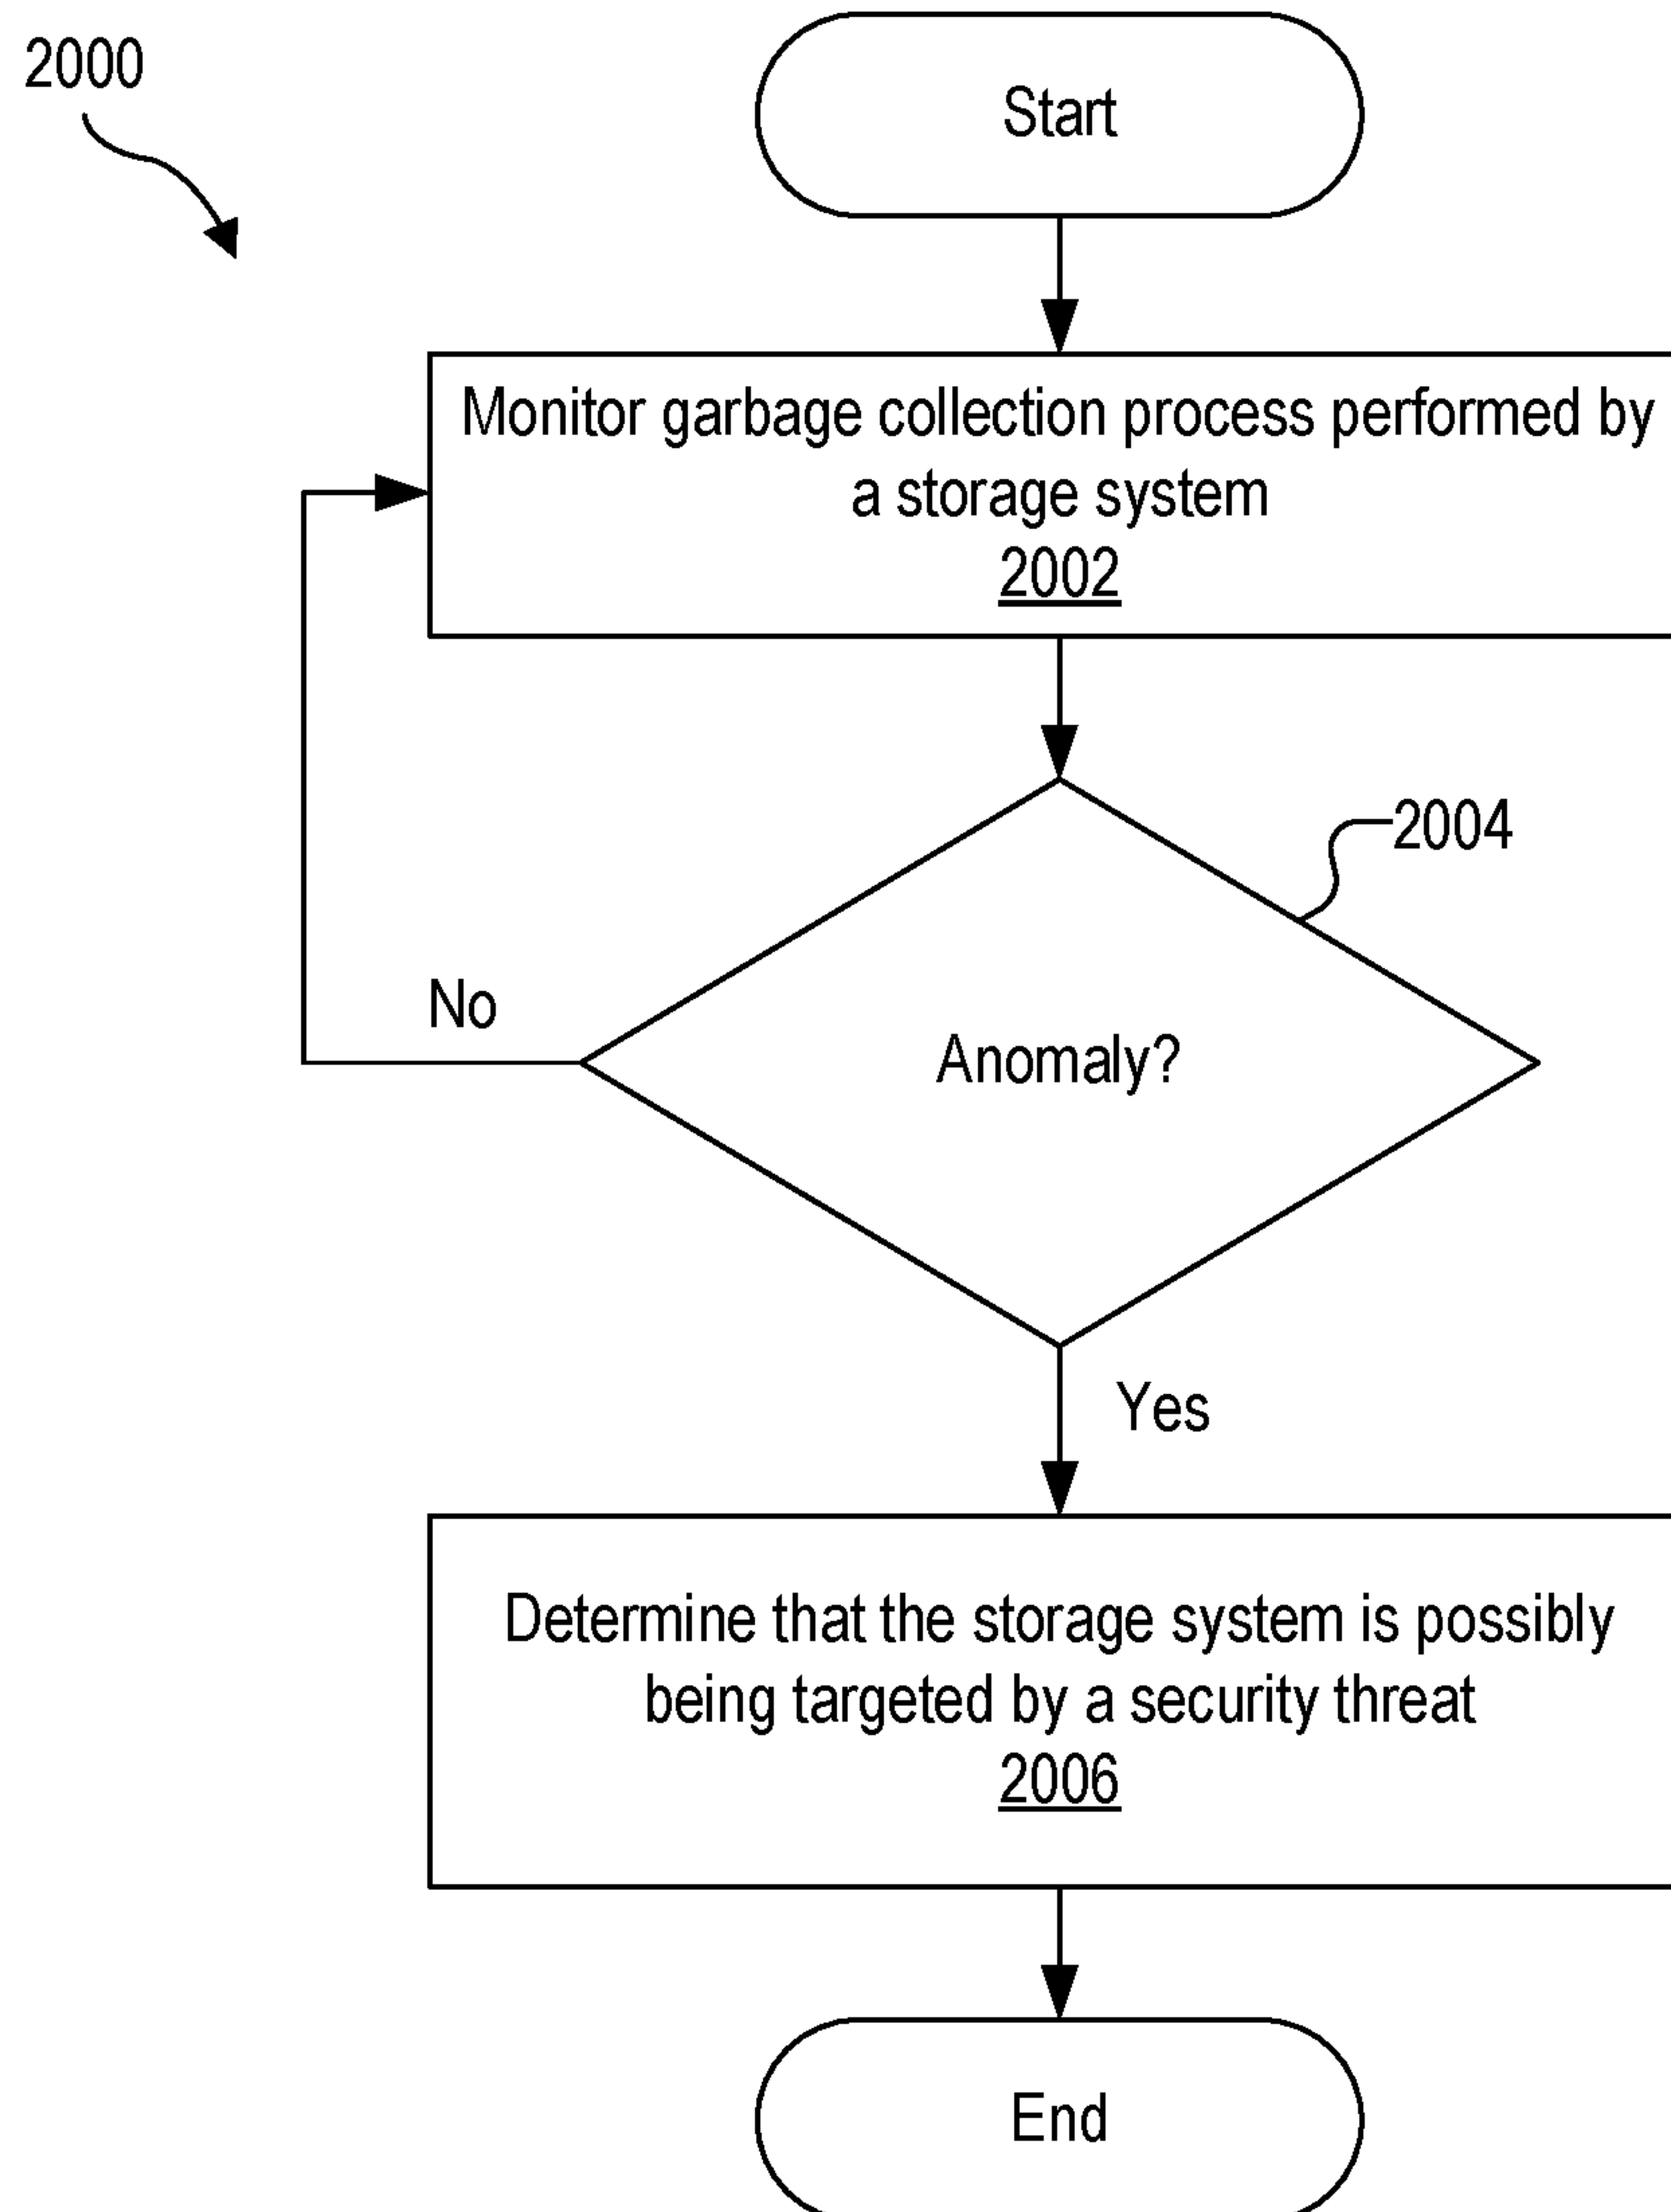 2000
Start
Monitor garbage collection process performed by
a storage system
2002
2004
No
Anomaly?
Yes
Determine that the storage system is possibly
being targeted by a security threat
2006
End